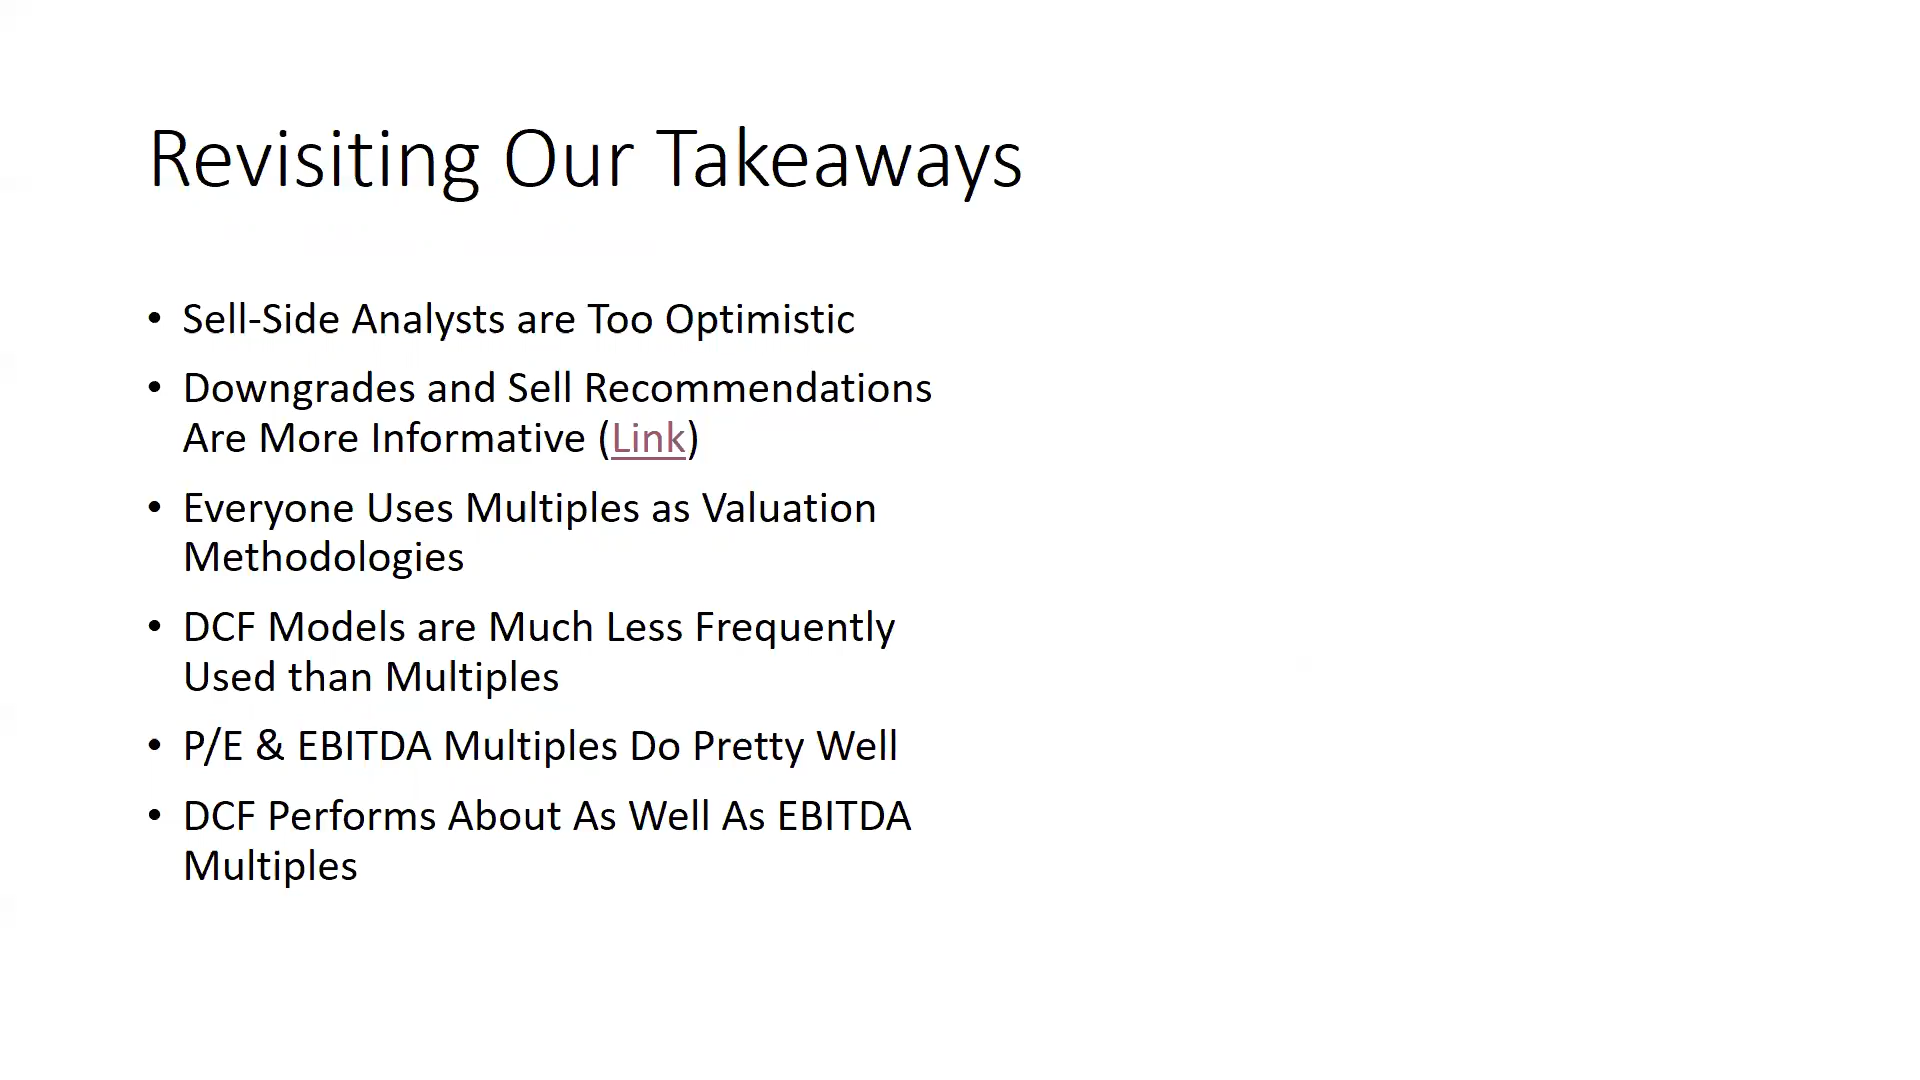 Revisiting Our Takeaways
• Sell-Side Analysts are Too Optimistic
• Downgrades and Sell Recommendations
Are More Informative (Link)
• Everyone Uses Multiples as Valuation
Methodologies
• DCF Models are Much Less Frequently
Used than Multiples
• P/E & EBITDA Multiples Do Pretty Well
• DCF Performs About As Well As EBITDA
Multiples